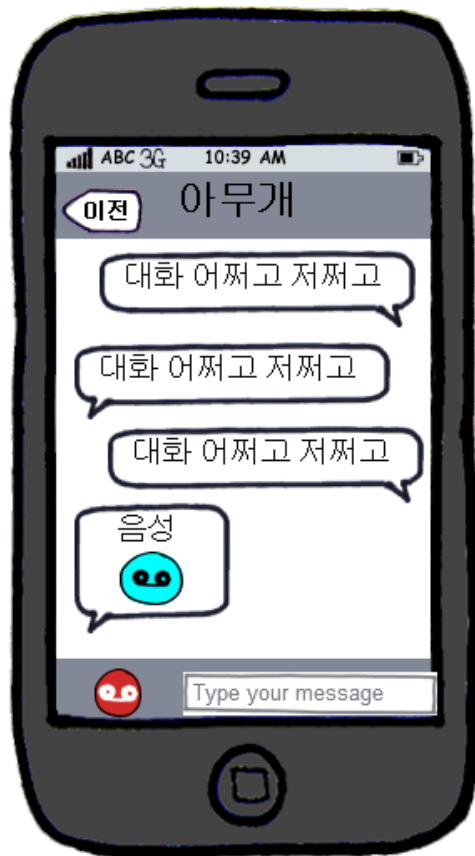 ABC 3G 10:39 AM
이전 아무개
대화 어쩌고 저쩌고
대화 어쩌고 저쩌고
대화 어쩌고 저쩌고
음성
Type your message